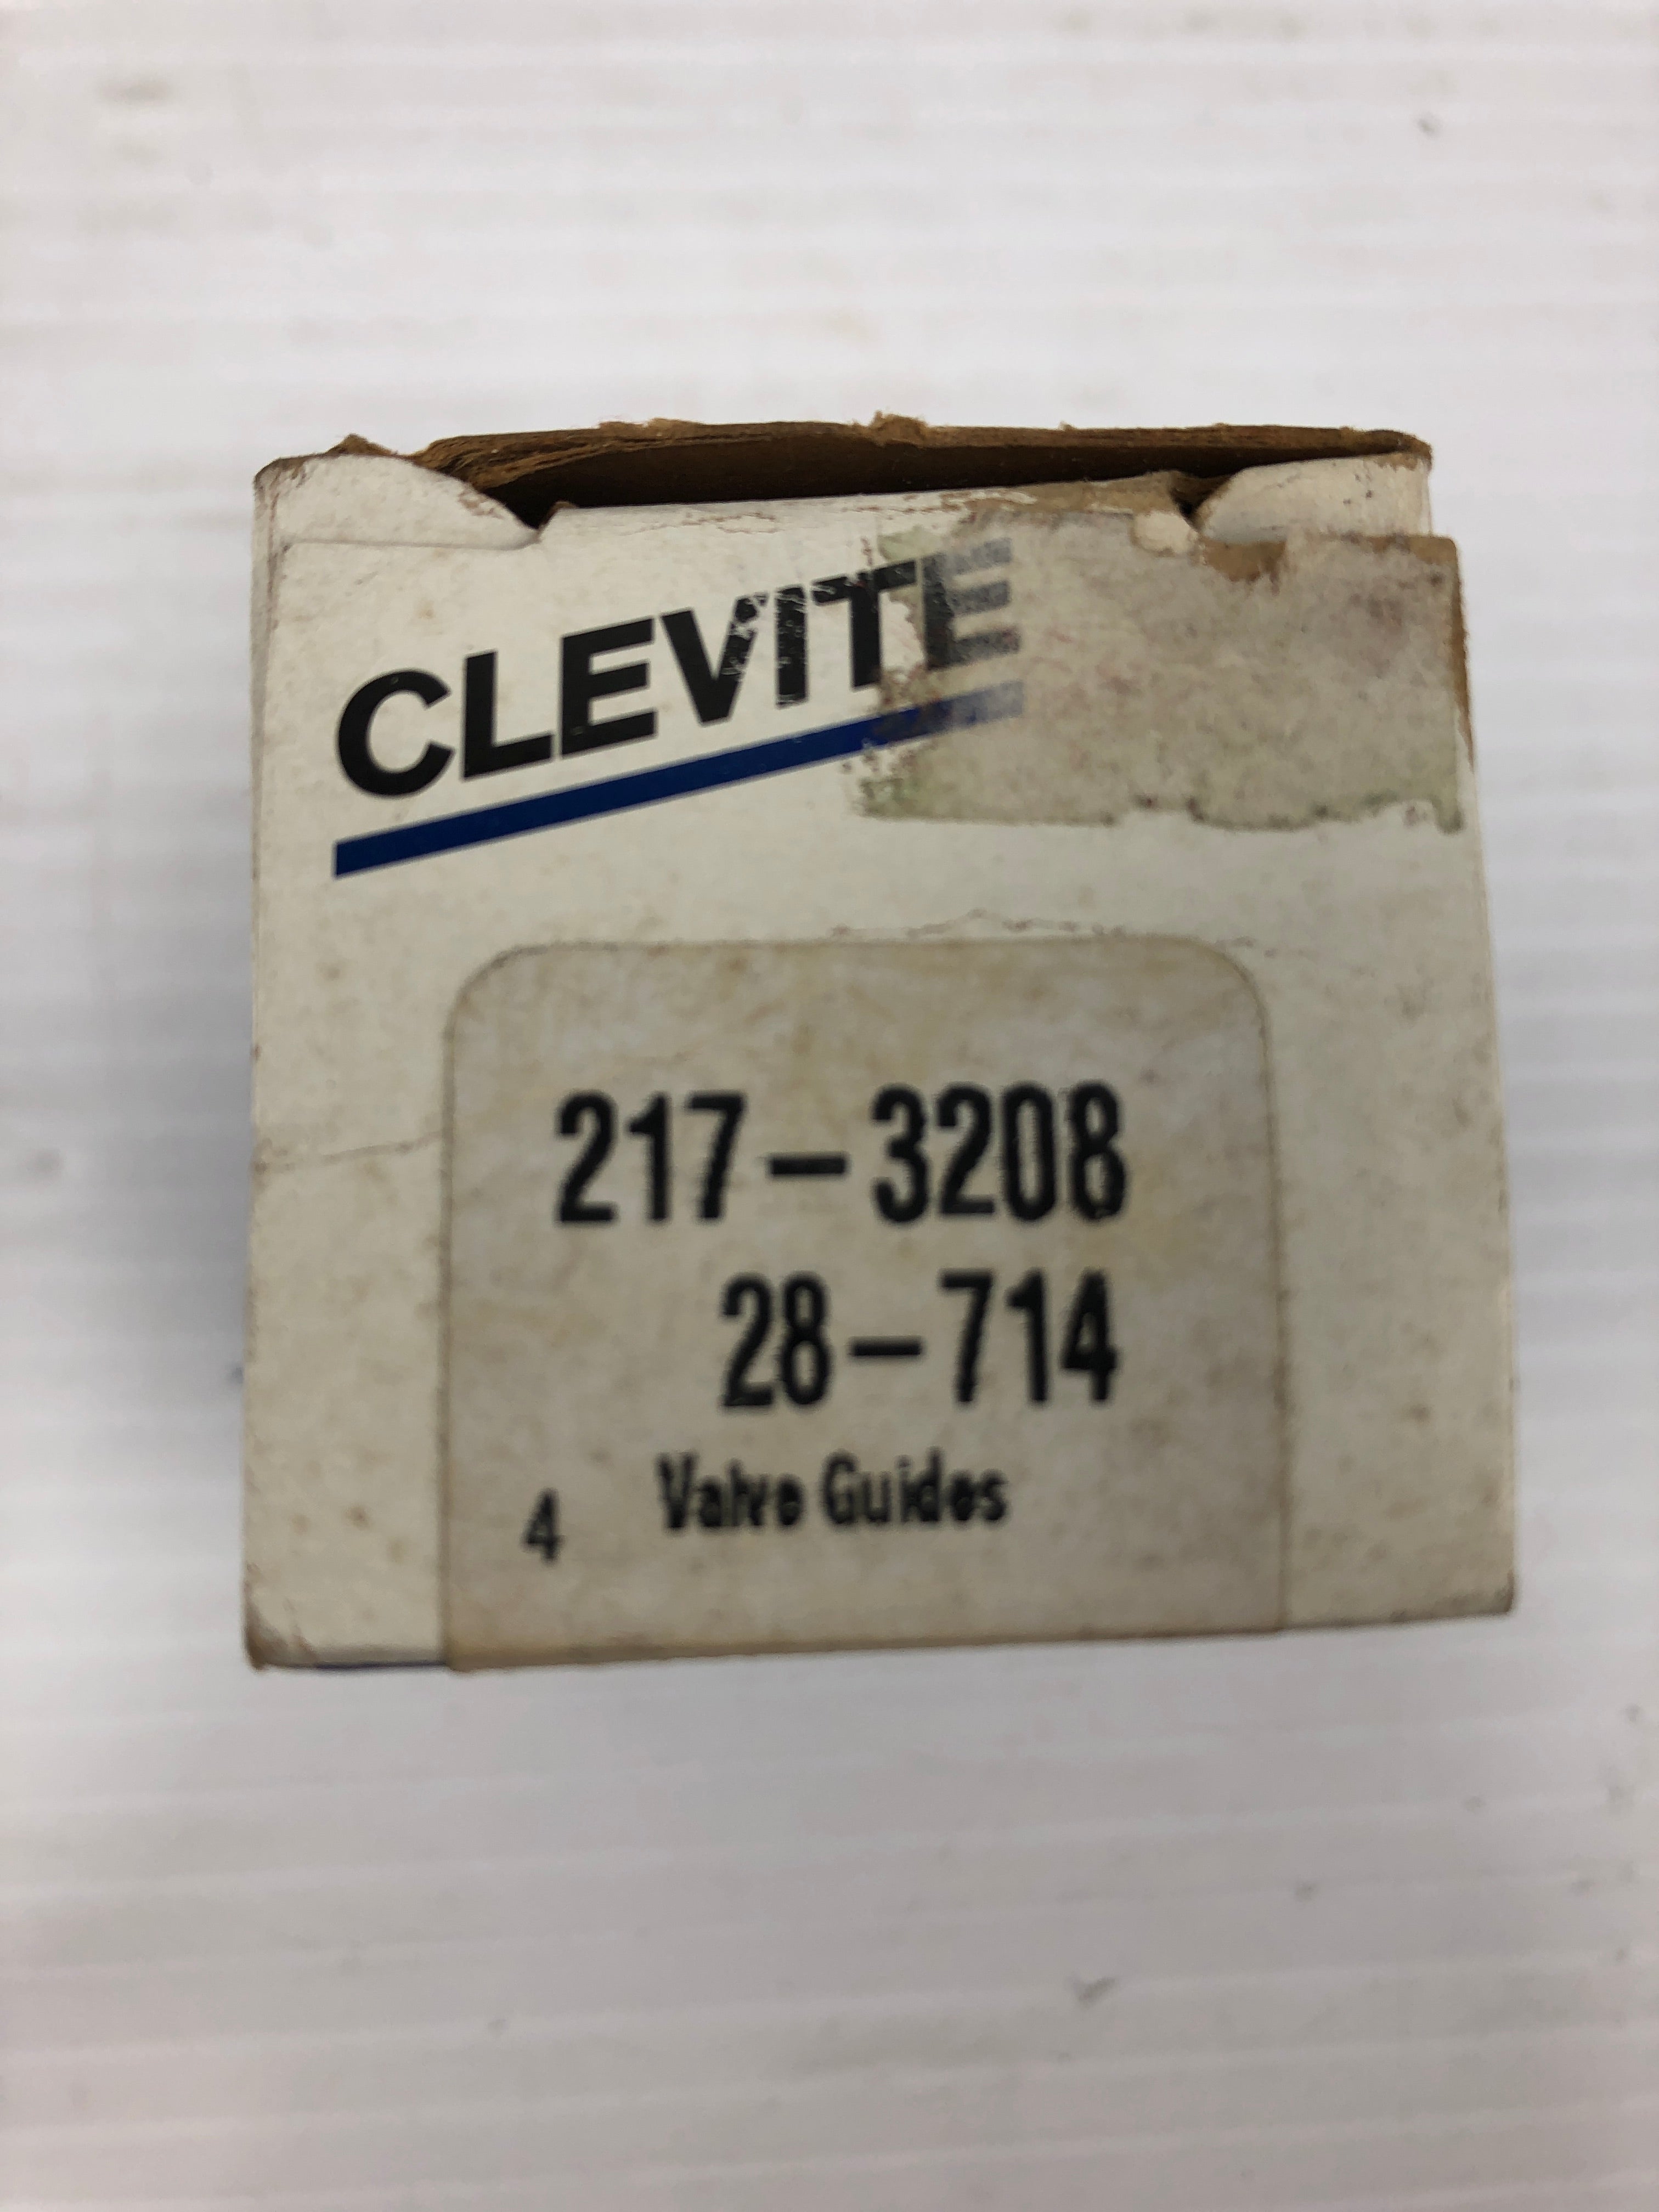 CLEVITE
217-3208
28-714
4 Valve Guides